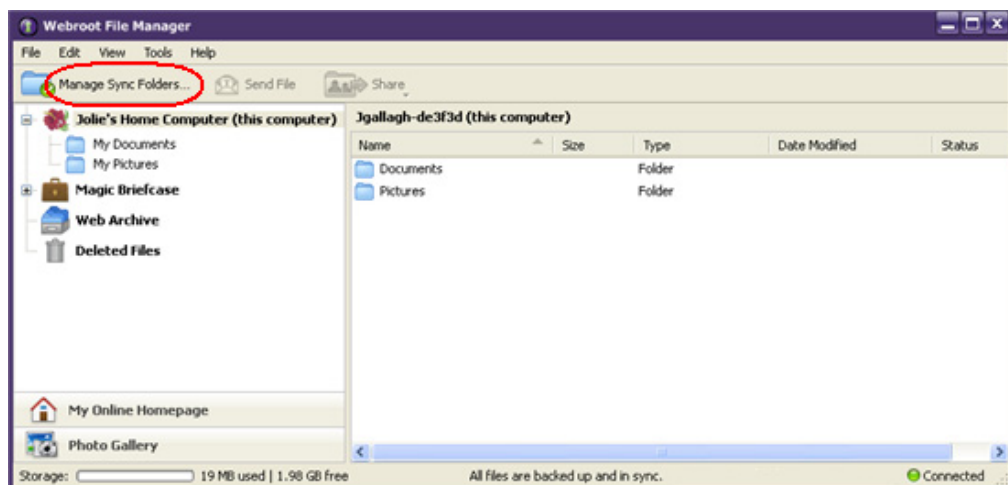 Webroot File Manager
File Edit View Tools Help
Manage Sync Folders... Send File Share
Jolie's Home Computer (this computer)
My Documents
My Pictures
Magic Briefcase
Web Archive
Deleted Files
My Online Homepage
Photo Gallery
Jgallagh-de3f3d (this computer)
Name Size Type Date Modified Status
Documents Folder
Pictures Folder
Storage: 19 MB used | 1.98 GB free All files are backed up and in sync. Connected